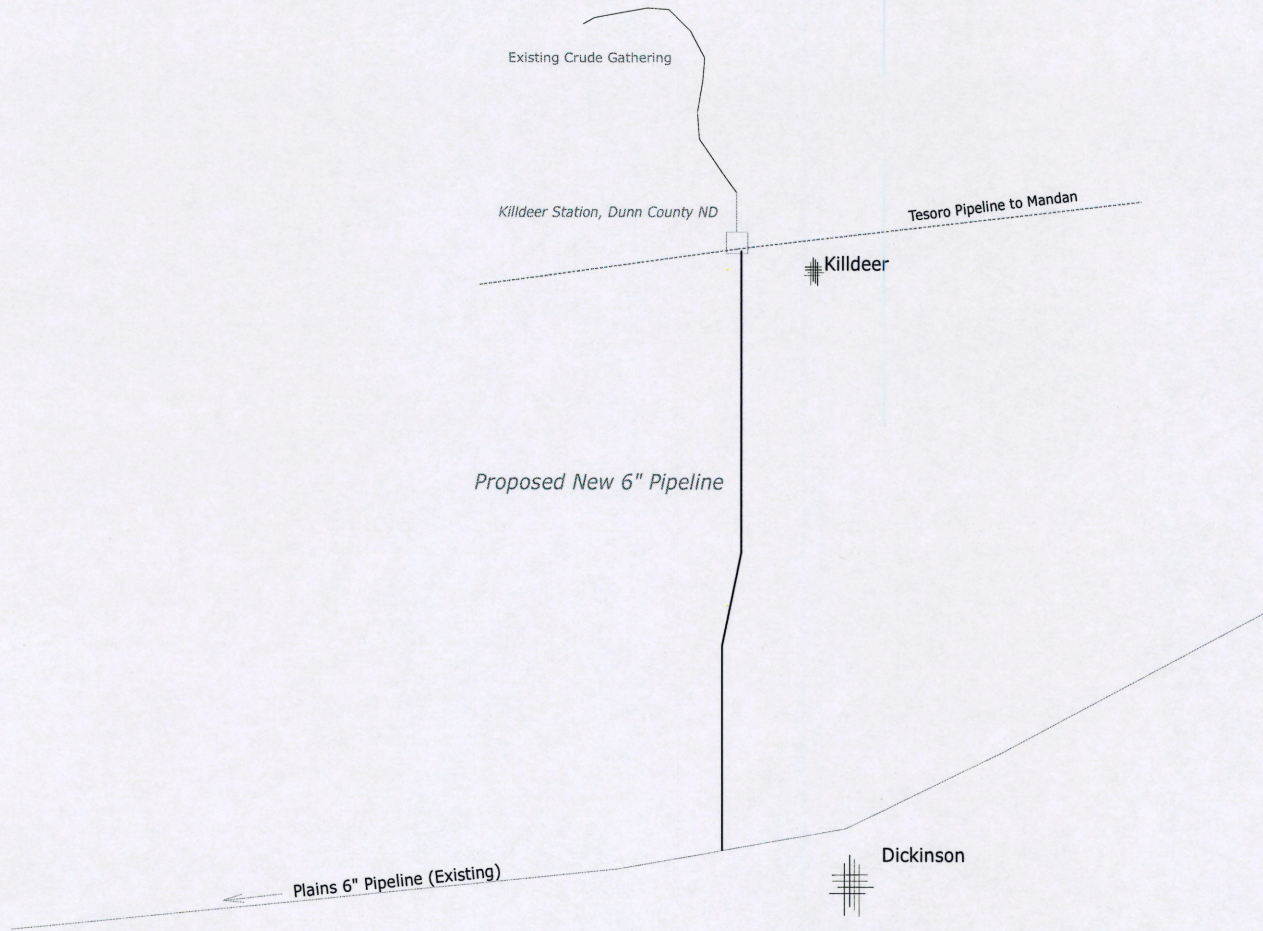 Existing Crude Gathering
Killdeer Station, Dunn County ND
Tesoro Pipeline to Mandan
Killdeer
Proposed New 6" Pipeline
Dickinson
Plains 6" Pipeline (Existing)